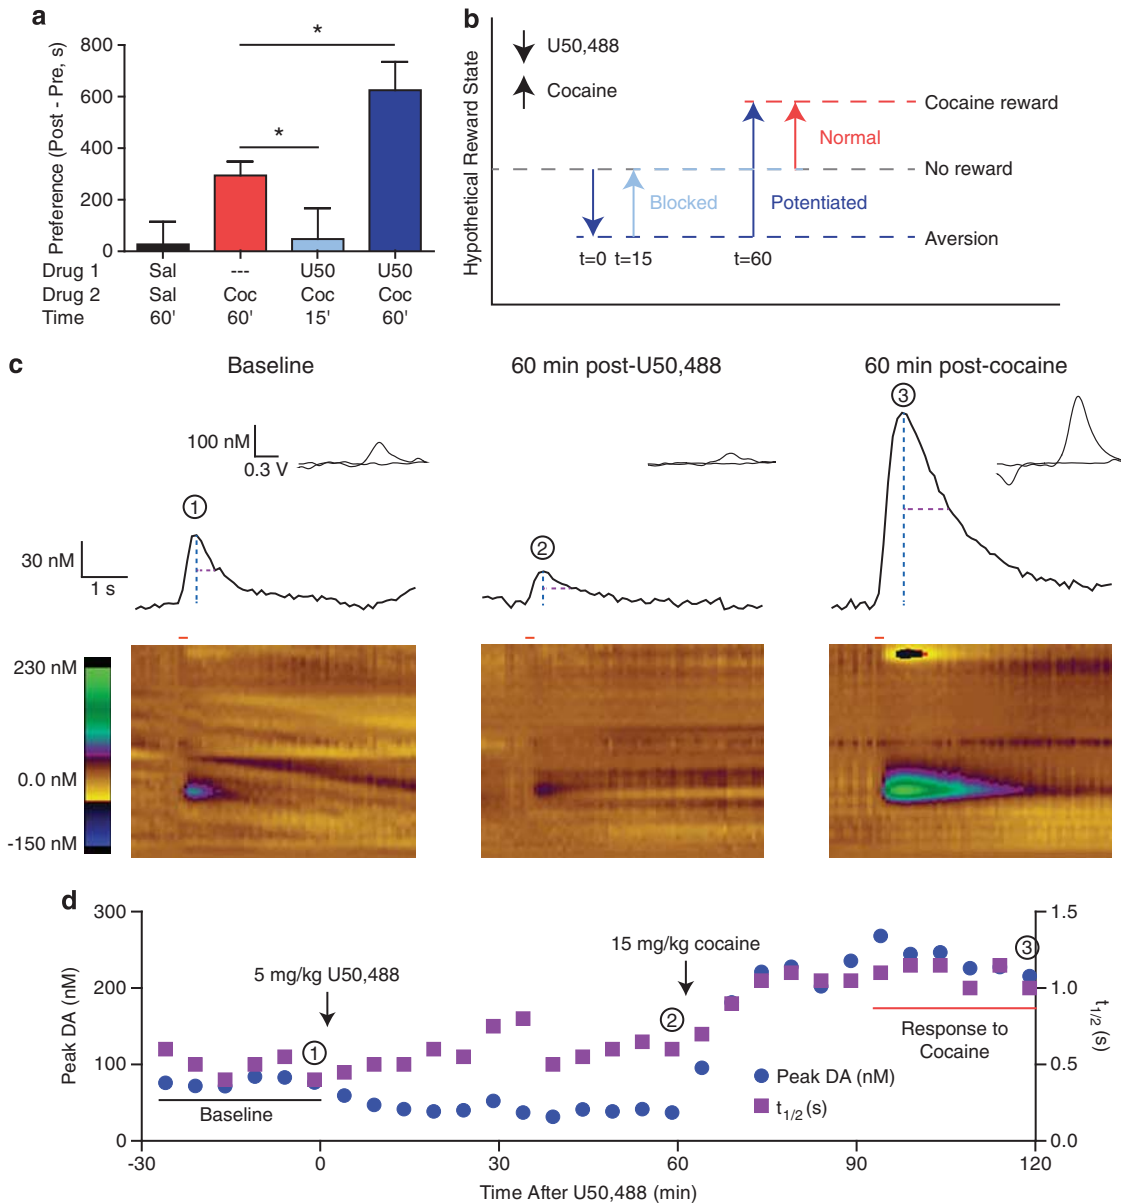 a
*
*
Preference (Post - Pre, s)
800
600
400
200
0
Drug 1 Sal --- U50 U50
Drug 2 Sal Coc Coc Coc
Time 60' 60' 15' 60'
b
Hypothetical Reward State
U50,488
Cocaine
Cocaine reward
Normal
No reward
Blocked
Potentiated
Aversion
t=0 t=15 t=60
c
Baseline 60 min post-U50,488 60 min post-cocaine
100 nM
0.3 V
1
2
3
30 nM
1 s
230 nM
0.0 nM
-150 nM
d
Peak DA (nM)
300
200
100
0
5 mg/kg U50,488
15 mg/kg cocaine
1
2
3
Baseline
Response to
Cocaine
Peak DA (nM)
t1/2 (s)
1.5
1.0
0.5
0.0
t1/2 (s)
-30 0 30 60 90 120
Time After U50,488 (min)